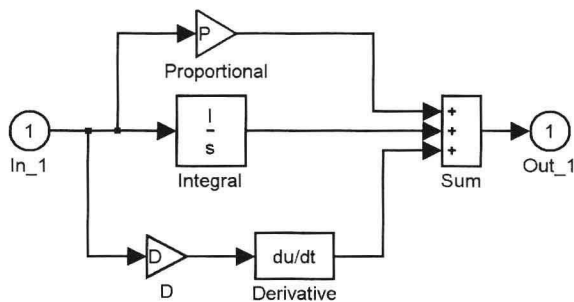 P
Proportional
I
s
Integral
1
In_1
+
+
+
Sum
1
Out_1
D
D
du/dt
Derivative